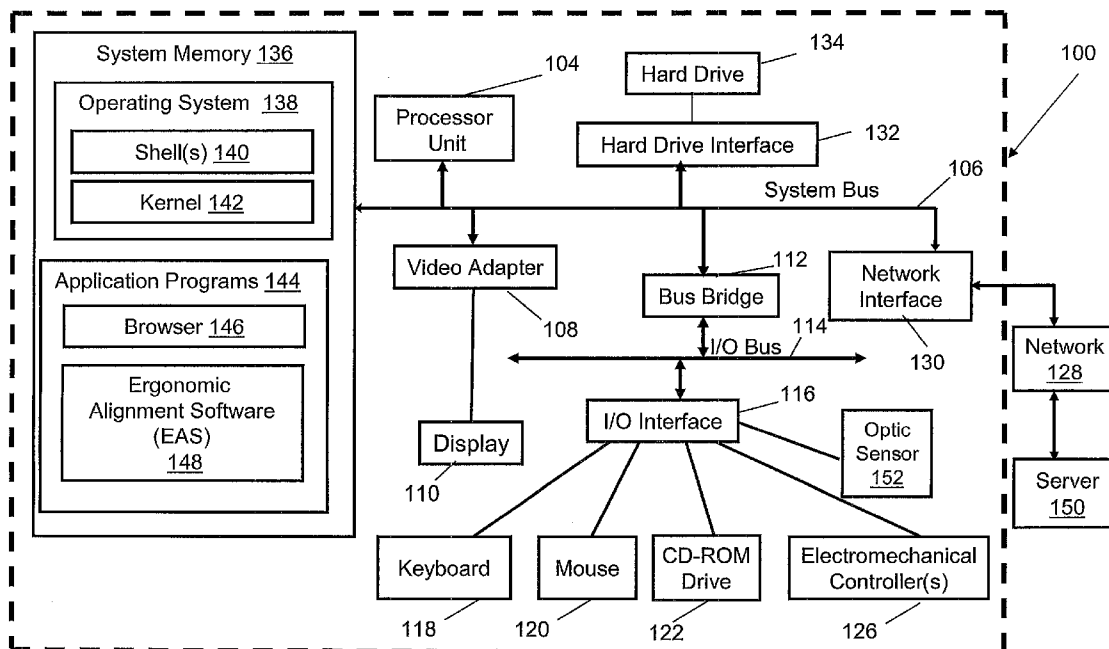 System Memory 136
Operating System 138
Shell(s) 140
Kernel 142
Application Programs 144
Browser 146
Ergonomic
Alignment Software
(EAS)
148
104
Processor
Unit
134
Hard Drive
132
Hard Drive Interface
100
System Bus
106
Video Adapter
108
112
Bus Bridge
Network
Interface
130
114
I/O Bus
Network
128
Server
150
116
I/O Interface
Display
110
Optic
Sensor
152
Keyboard
118
Mouse
120
CD-ROM
Drive
122
Electromechanical
Controller(s)
126